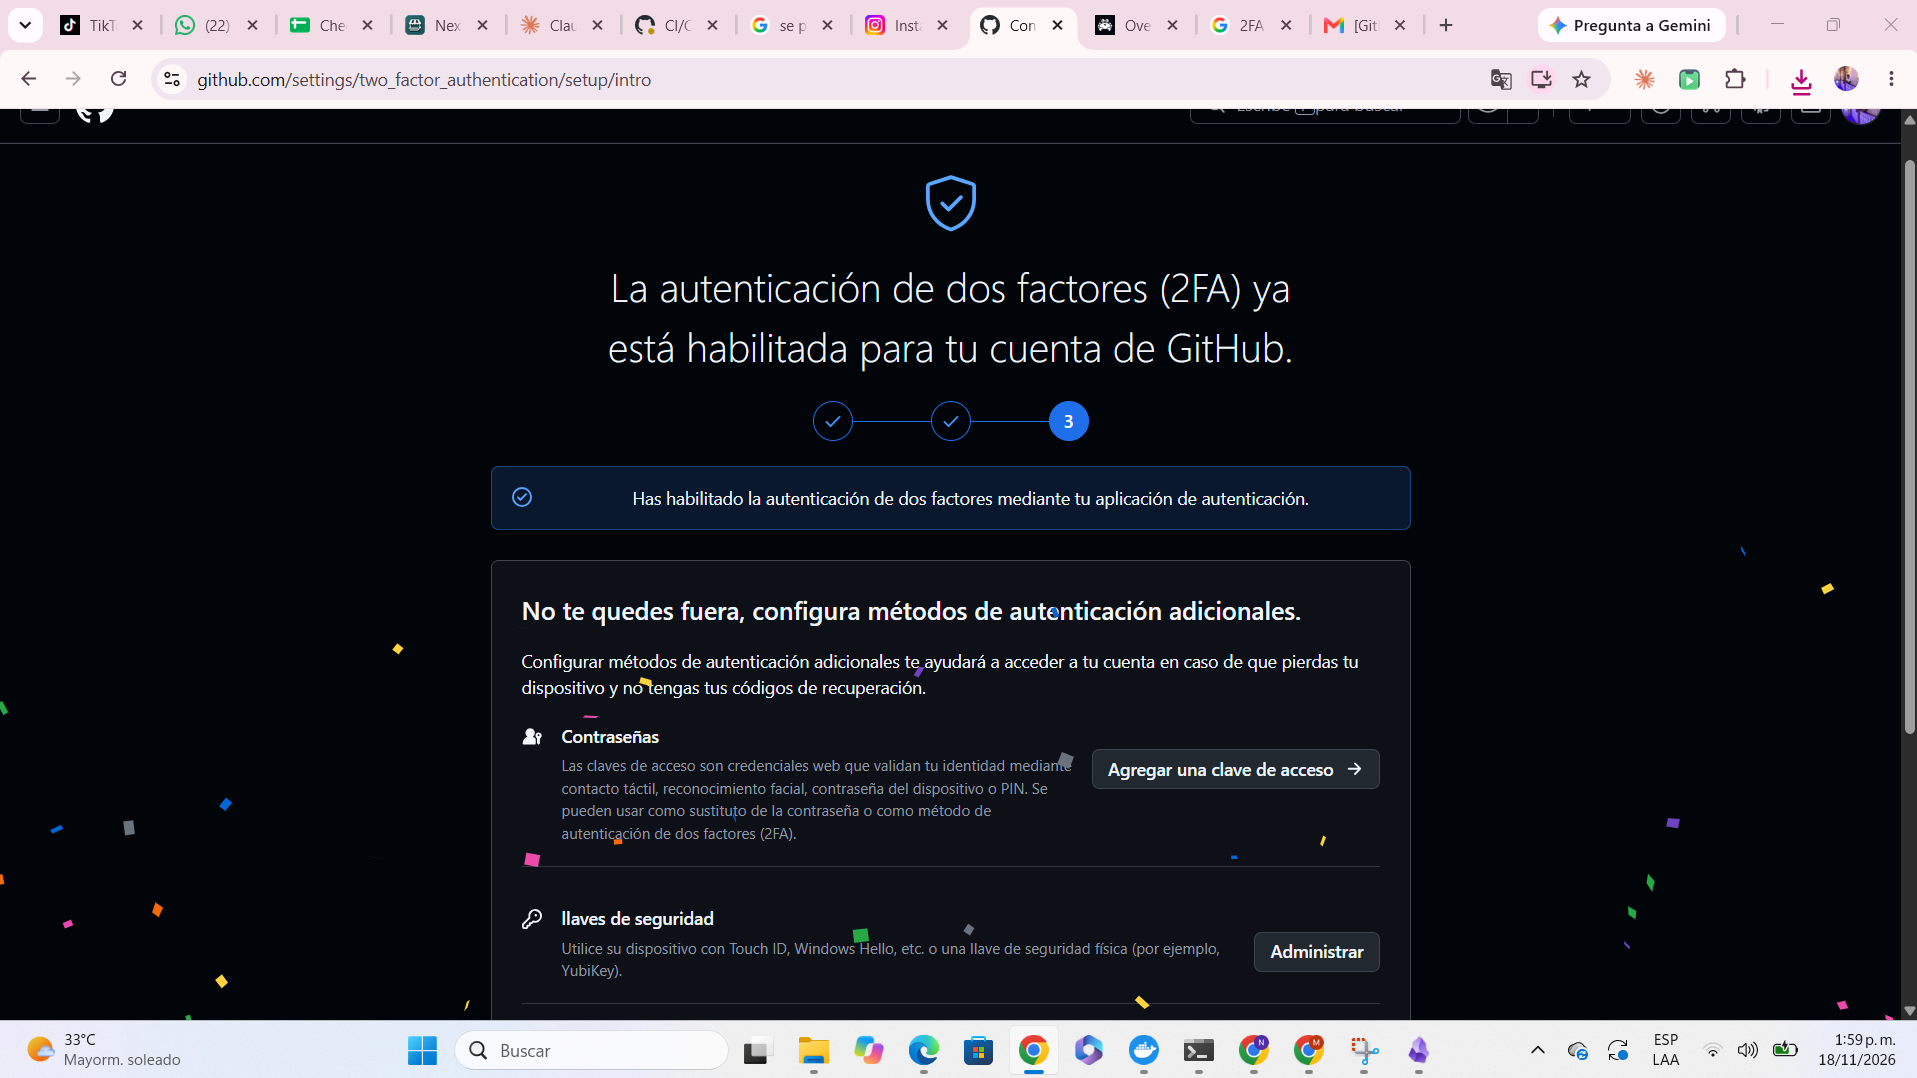 TikT
(22)
Che
Nex
Clau
CI/C
se p
Insta
Con
Ove
2FA
[Git
Pregunta a Gemini
github.com/settings/two_factor_authentication/setup/intro
La autenticación de dos factores (2FA) ya
está habilitada para tu cuenta de GitHub.
3
Has habilitado la autenticación de dos factores mediante tu aplicación de autenticación.
No te quedes fuera, configura métodos de autenticación adicionales.
Configurar métodos de autenticación adicionales te ayudará a acceder a tu cuenta en caso de que pierdas tu
dispositivo y no tengas tus códigos de recuperación.
Contraseñas
Las claves de acceso son credenciales web que validan tu identidad mediante
contacto táctil, reconocimiento facial, contraseña del dispositivo o PIN. Se
pueden usar como sustituto de la contraseña o como método de
autenticación de dos factores (2FA).
Agregar una clave de acceso
llaves de seguridad
Utilice su dispositivo con Touch ID, Windows Hello, etc. o una llave de seguridad física (por ejemplo,
YubiKey).
Administrar
33°C
Mayorm. soleado
Buscar
N
M
ESP
LAA
1:59 p. m.
18/11/2026